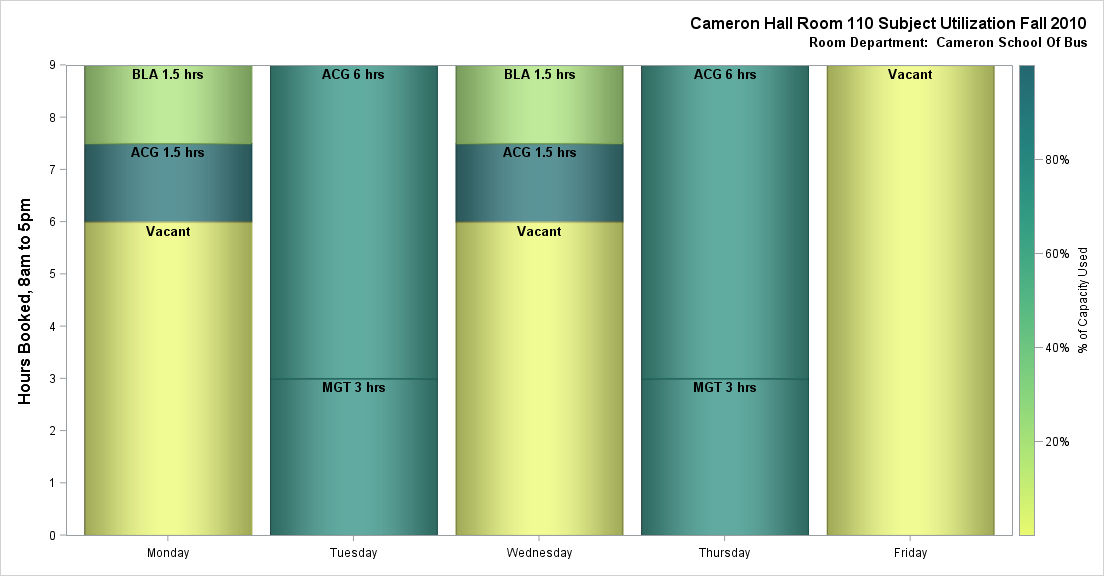 Cameron Hall Room 110 Subject Utilization Fall 2010
Room Department:  Cameron School Of Bus
Hours Booked, 8am to 5pm
9
8
7
6
5
4
3
2
1
0
BLA 1.5 hrs
ACG 1.5 hrs
Vacant
ACG 6 hrs
MGT 3 hrs
BLA 1.5 hrs
ACG 1.5 hrs
Vacant
ACG 6 hrs
MGT 3 hrs
Vacant
Monday
Tuesday
Wednesday
Thursday
Friday
80%
60%
40%
20%
% of Capacity Used